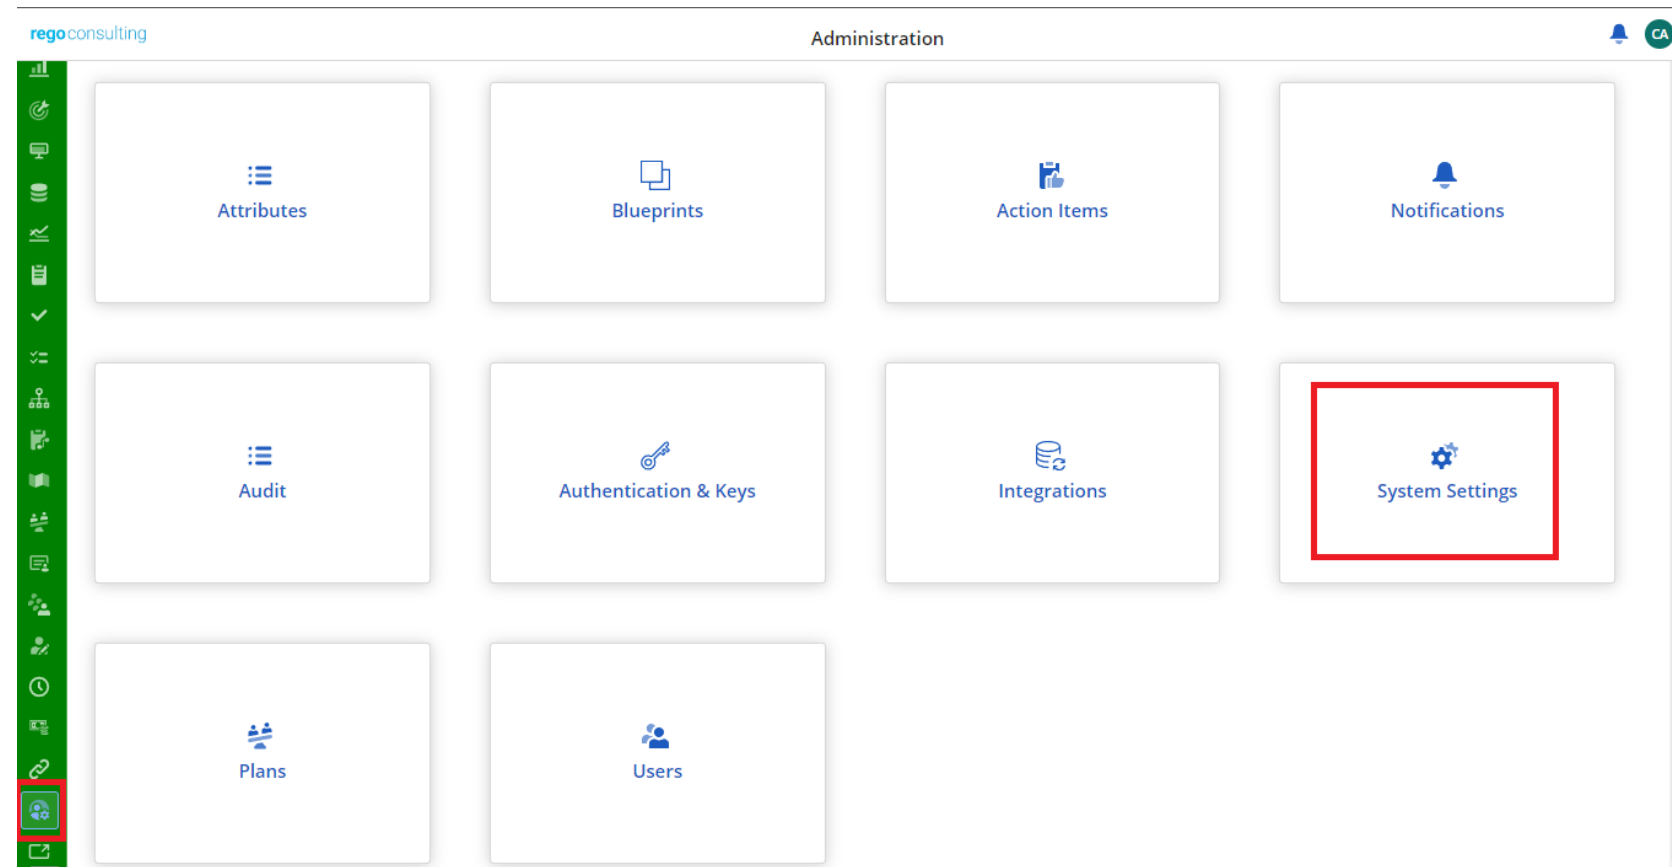 regoconsulting
Administration
CA
Attributes
Blueprints
Action Items
Notifications
Audit
Authentication & Keys
Integrations
System Settings
Plans
Users